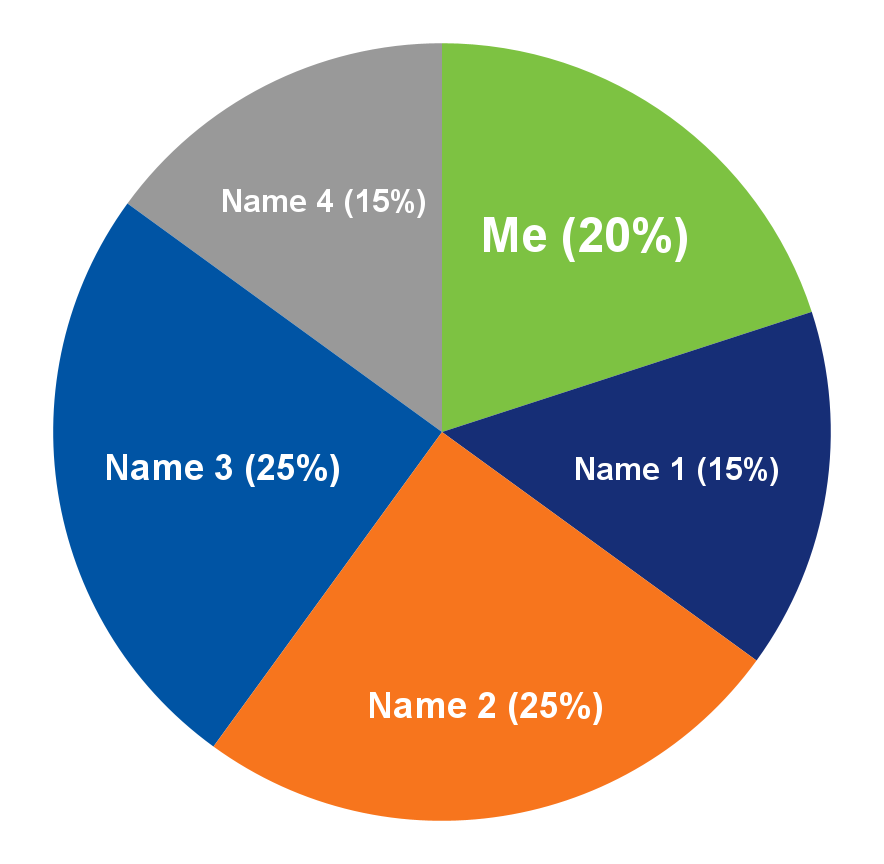 Name 4 (15%)
Me (20%)
Name 3 (25%)
Name 1 (15%)
Name 2 (25%)